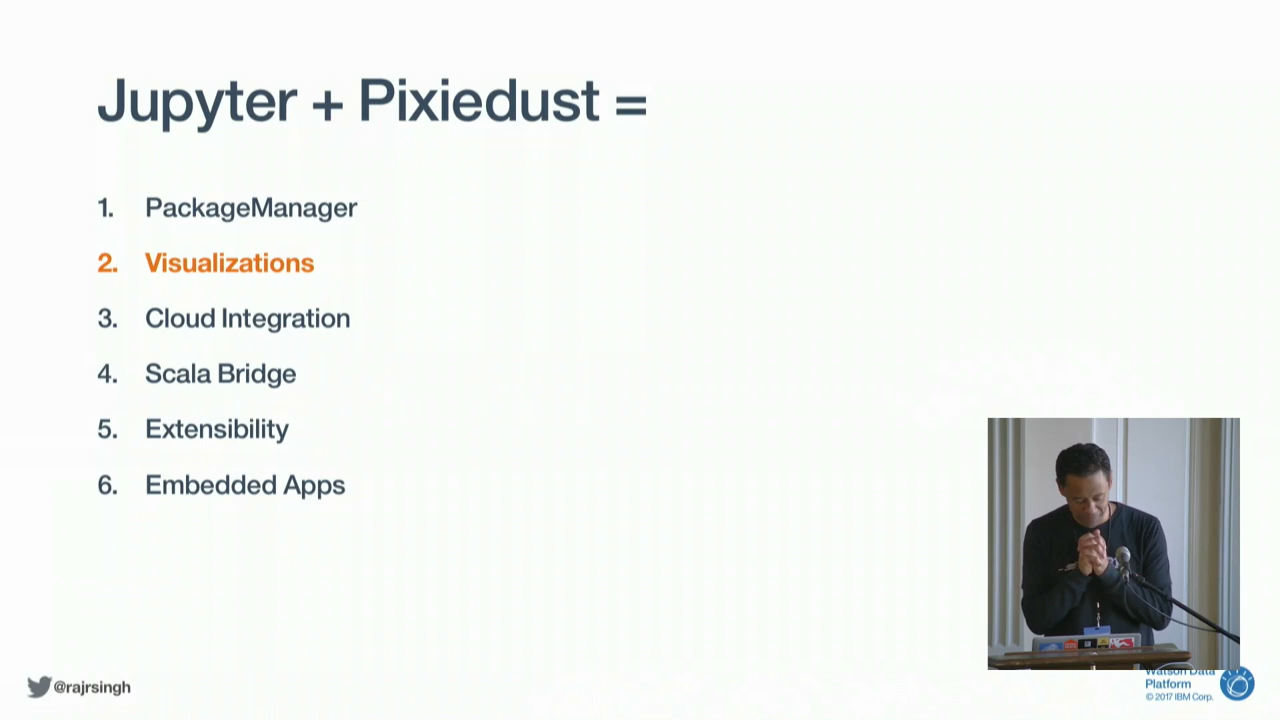 Jupyter + Pixiedust =
1. PackageManager
2. Visualizations
3. Cloud Integration
4. Scala Bridge
5. Extensibility
6. Embedded Apps
@rajrsingh
Watson Data
Platform
© 2017 IBM Corp.